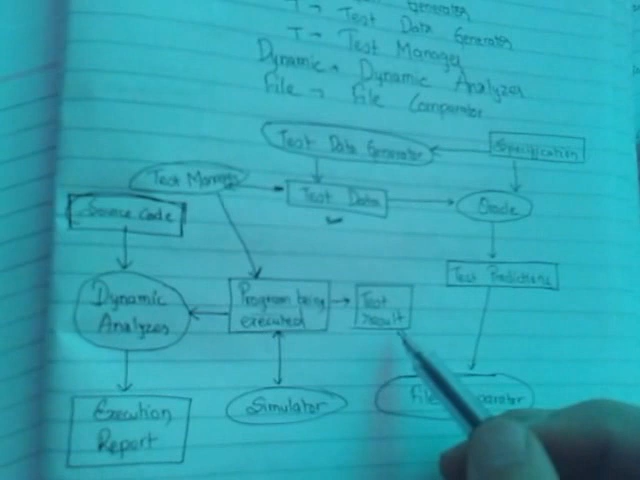 Generator
T → Test Data Generator
T → Test Manager
Dynamic → Dynamic Analyzer
File → File Comparator
Test Data Generator
Specification
Test Manager
Test Data
Oracle
Source Code
Test Predictions
Dynamic Analyzer
Program being executed
Test result
Execution Report
Simulator
File